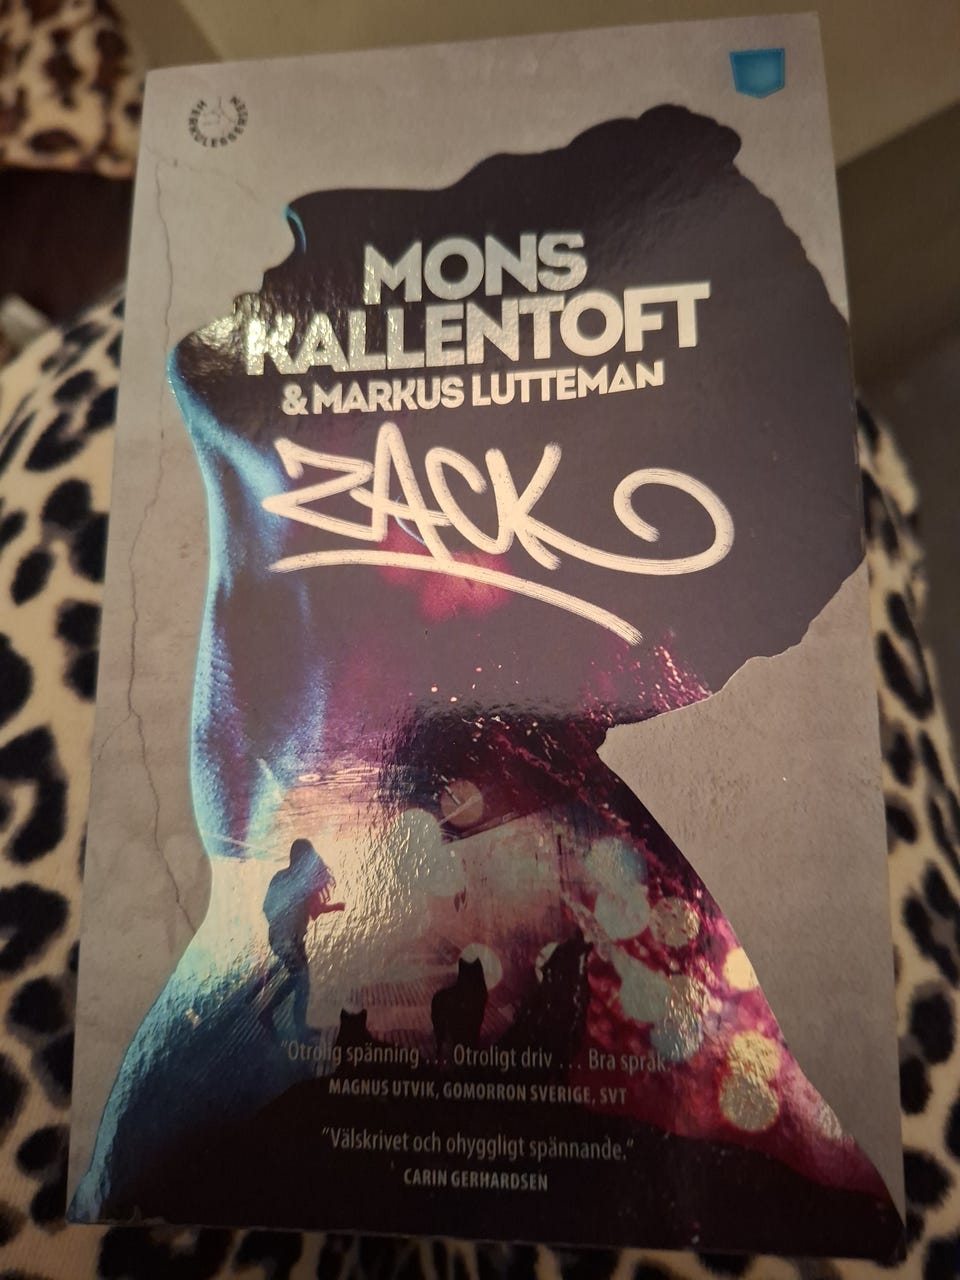 HERKULESSERIEN
MONS
KALLENTOFT
& MARKUS LUTTEMAN
ZACK
"Otrolig spänning ... Otroligt driv ... Bra språk."
MAGNUS UTVIK, GOMORRON SVERIGE, SVT
"Välskrivet och ohyggligt spännande."
CARIN GERHARDSEN